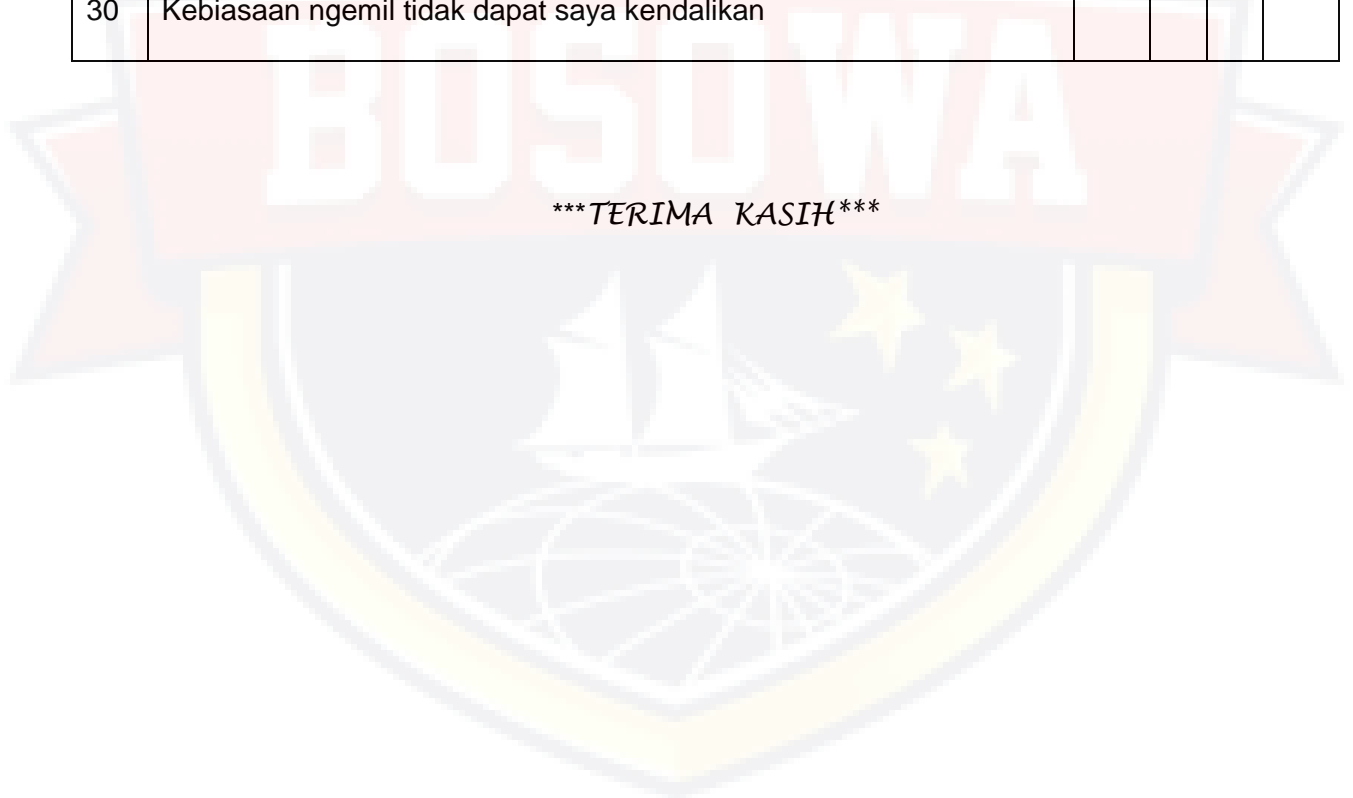 30 Kebiasaan ngemil tidak dapat saya kendalikan
BOSOWA
***TERIMA KASIH***